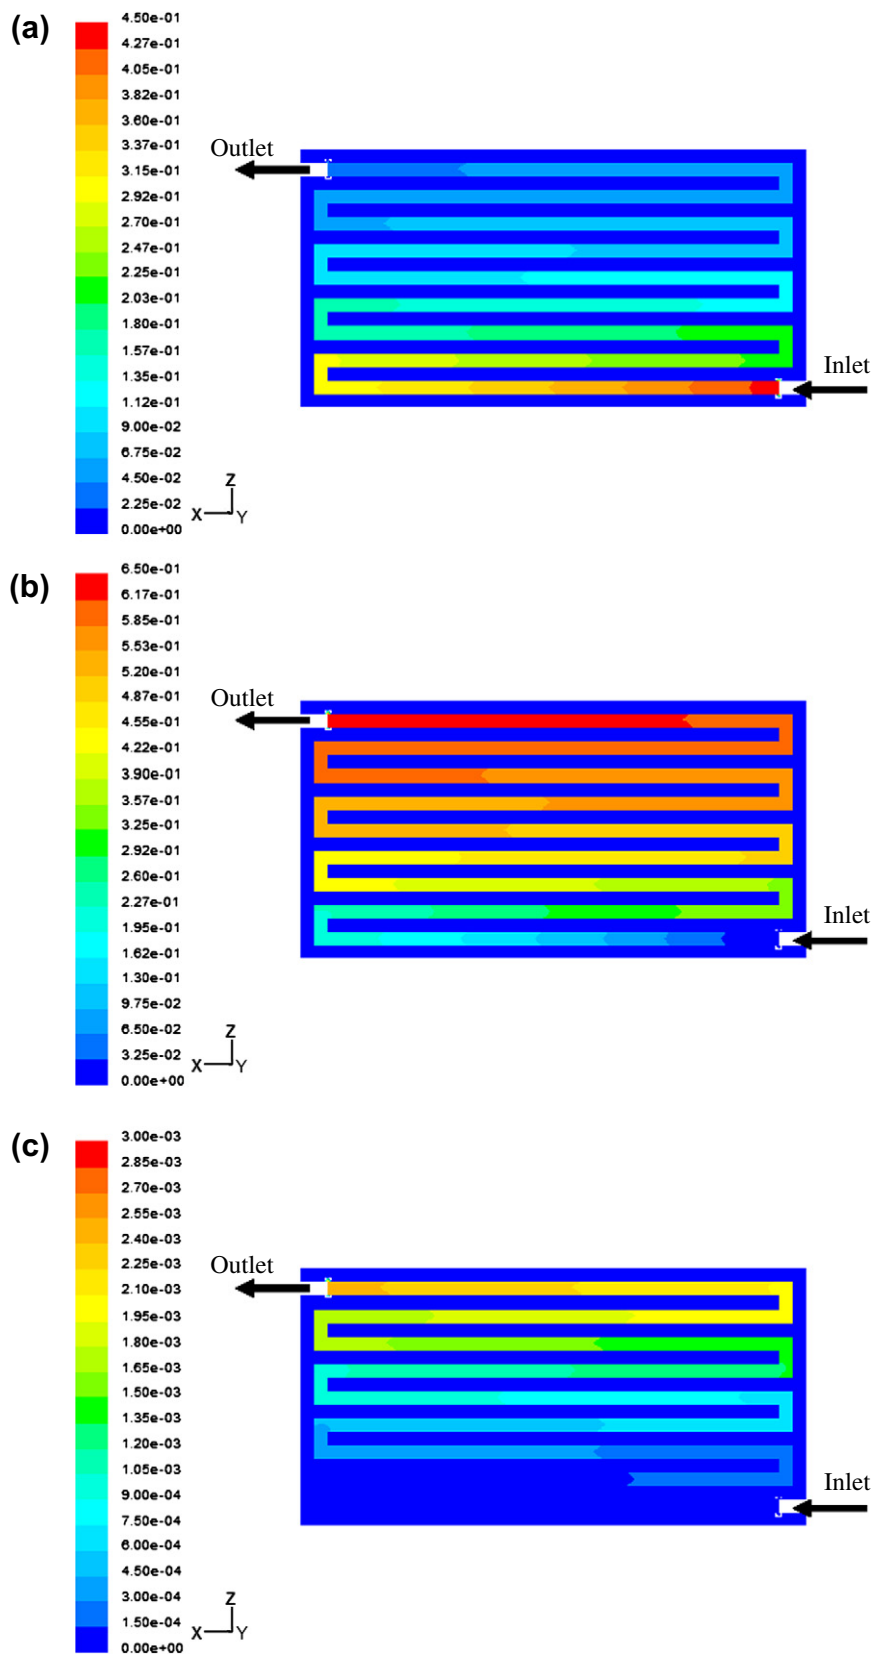 (a)
4.50e-01
4.27e-01
4.05e-01
3.82e-01
3.60e-01
3.37e-01
3.15e-01
2.92e-01
2.70e-01
2.47e-01
2.25e-01
2.03e-01
1.80e-01
1.57e-01
1.35e-01
1.12e-01
9.00e-02
6.75e-02
4.50e-02
2.25e-02
0.00e+00
Outlet
Inlet
Z
X
Y
(b)
6.50e-01
6.17e-01
5.85e-01
5.53e-01
5.20e-01
4.87e-01
4.55e-01
4.22e-01
3.90e-01
3.57e-01
3.25e-01
2.92e-01
2.60e-01
2.27e-01
1.95e-01
1.62e-01
1.30e-01
9.75e-02
6.50e-02
3.25e-02
0.00e+00
Outlet
Inlet
Z
X
Y
(c)
3.00e-03
2.85e-03
2.70e-03
2.55e-03
2.40e-03
2.25e-03
2.10e-03
1.95e-03
1.80e-03
1.65e-03
1.50e-03
1.35e-03
1.20e-03
1.05e-03
9.00e-04
7.50e-04
6.00e-04
4.50e-04
3.00e-04
1.50e-04
0.00e+00
Outlet
Inlet
Z
X
Y